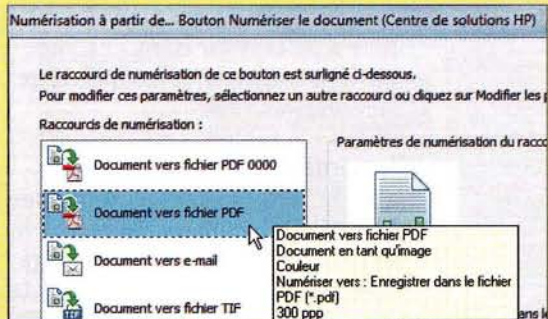 Numérisation à partir de... Bouton Numériser le document (Centre de solutions HP)
Le raccourci de numérisation de ce bouton est surligné ci-dessous.
Pour modifier ces paramètres, sélectionnez un autre raccourci ou cliquez sur Modifier les
Raccourcis de numérisation :
Paramètres de numérisation du
Document vers fichier PDF 0000
Document vers fichier PDF
Document vers fichier PDF
Document en tant qu'image
Couleur
Document vers e-mail
Numériser vers : Enregistrer dans le fichier
PDF (*.pdf)
Document vers fichier TIF
300 ppp